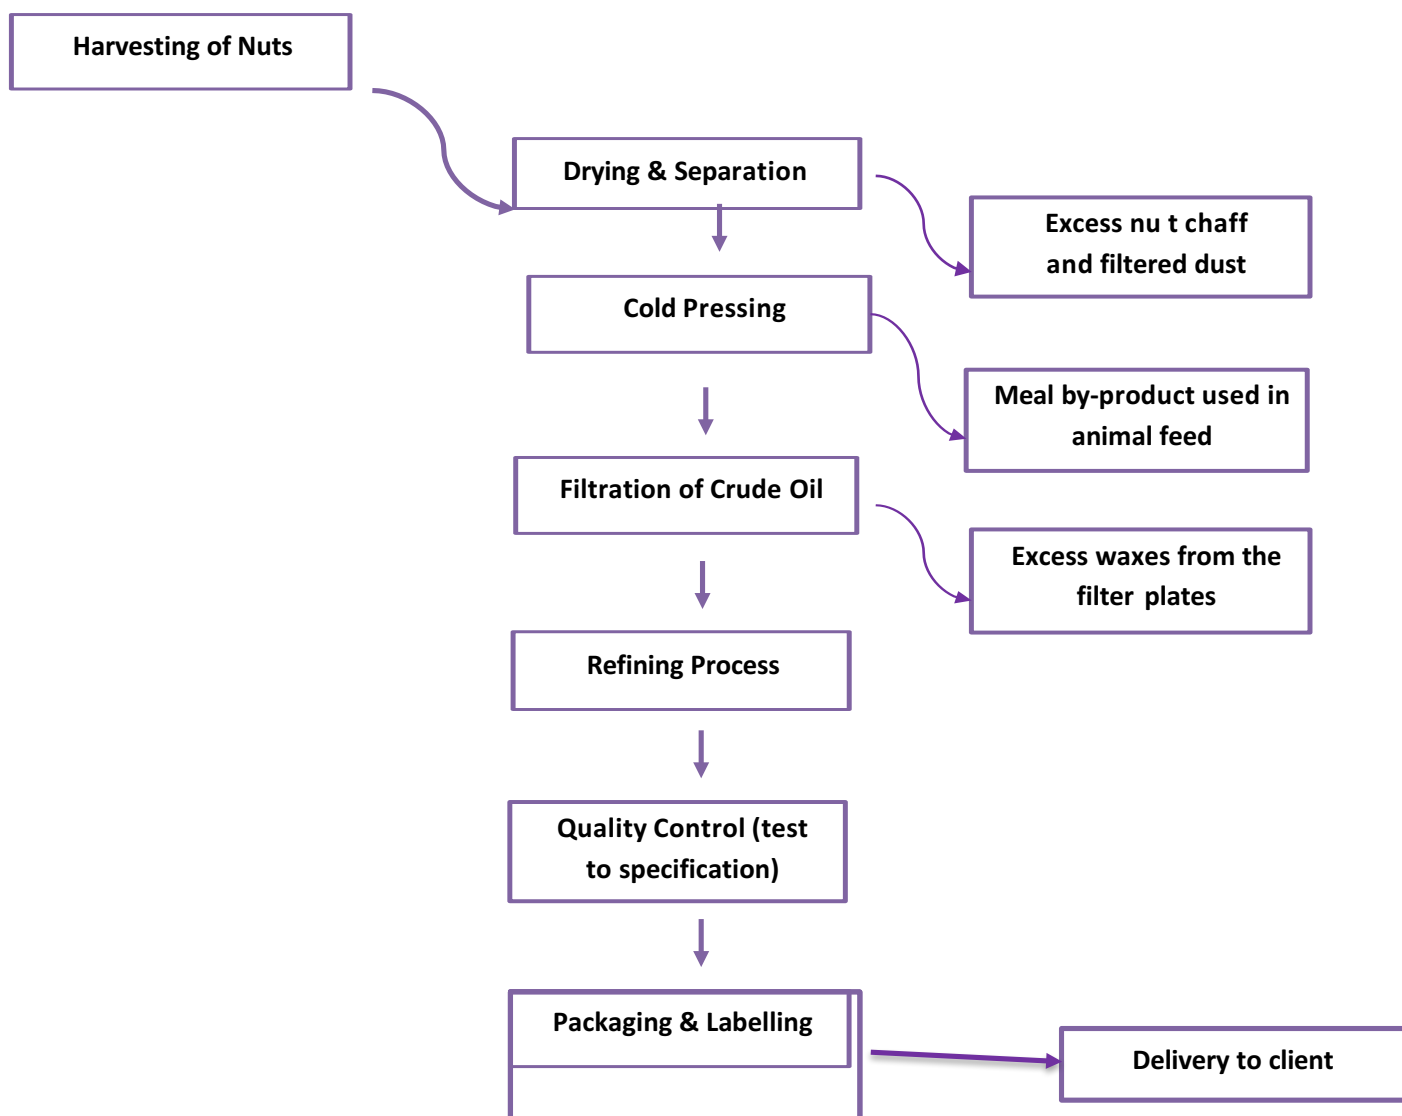 Harvesting of Nuts
Drying & Separation
Excess nu t chaff
and filtered dust
Cold Pressing
Meal by-product used in
animal feed
Filtration of Crude Oil
Excess waxes from the
filter plates
Refining Process
Quality Control (test
to specification)
Packaging & Labelling
Delivery to client